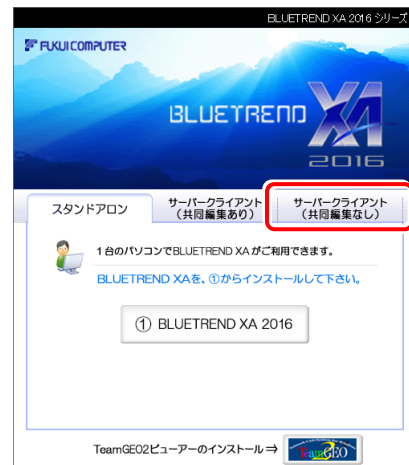 BLUETREND XA 2016 シリーズ
FUKUI COMPUTER
BLUETREND XA
2016
スタンドアロン
サーバークライアント
（共同編集あり）
サーバークライアント
（共同編集なし）
1台のパソコンでBLUETREND XAがご利用できます。
BLUETREND XAを、①からインストールして下さい。
① BLUETREND XA 2016
TeamGEO2ビューアーのインストール⇒
TeamGEO